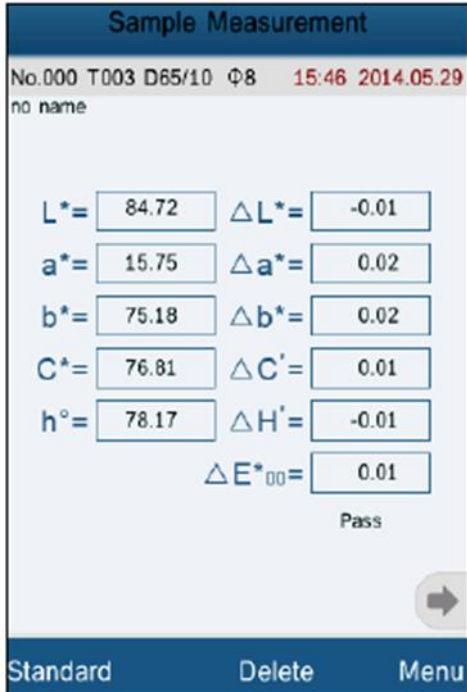 Sample Measurement
No.000 T003 D65/10 Φ8 15:46 2014.05.29
no name
L*= 84.72 △L*= -0.01
a*= 15.75 △a*= 0.02
b*= 75.18 △b*= 0.02
C*= 76.81 △C'= 0.01
h°= 78.17 △H'= -0.01
△E*00= 0.01
Pass
Standard Delete Menu